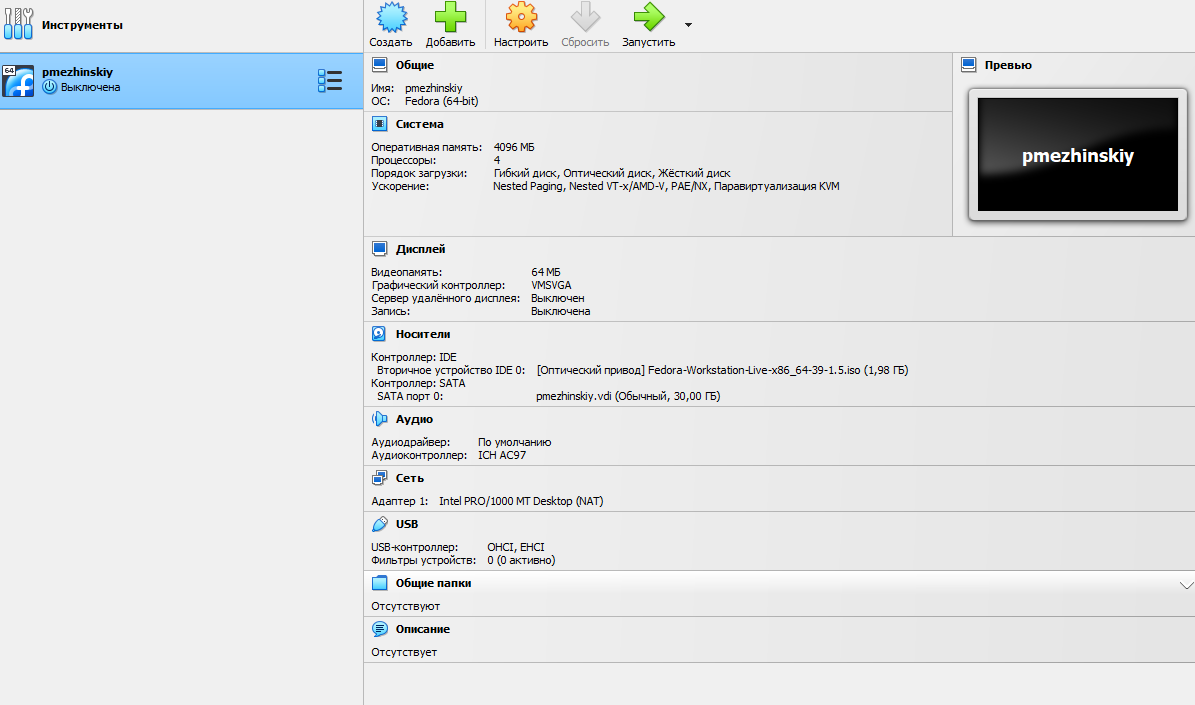 Инструменты
Создать Добавить Настроить Сбросить Запустить
64
pmezhinskiy
Выключена
Общие
Имя: pmezhinskiy
ОС: Fedora (64-bit)
Превью
pmezhinskiy
Система
Оперативная память: 4096 МБ
Процессоры: 4
Порядок загрузки: Гибкий диск, Оптический диск, Жёсткий диск
Ускорение: Nested Paging, Nested VT-x/AMD-V, PAE/NX, Паравиртуализация KVM
Дисплей
Видеопамять: 64 МБ
Графический контроллер: VMSVGA
Сервер удалённого дисплея: Выключен
Запись: Выключена
Носители
Контроллер: IDE
Вторичное устройство IDE 0: [Оптический привод] Fedora-Workstation-Live-x86_64-39-1.5.iso (1,98 ГБ)
Контроллер: SATA
SATA порт 0: pmezhinskiy.vdi (Обычный, 30,00 ГБ)
Аудио
Аудиодрайвер: По умолчанию
Аудиоконтроллер: ICH AC97
Сеть
Адаптер 1: Intel PRO/1000 MT Desktop (NAT)
USB
USB-контроллер: OHCI, EHCI
Фильтры устройств: 0 (0 активно)
Общие папки
Отсутствуют
Описание
Отсутствует